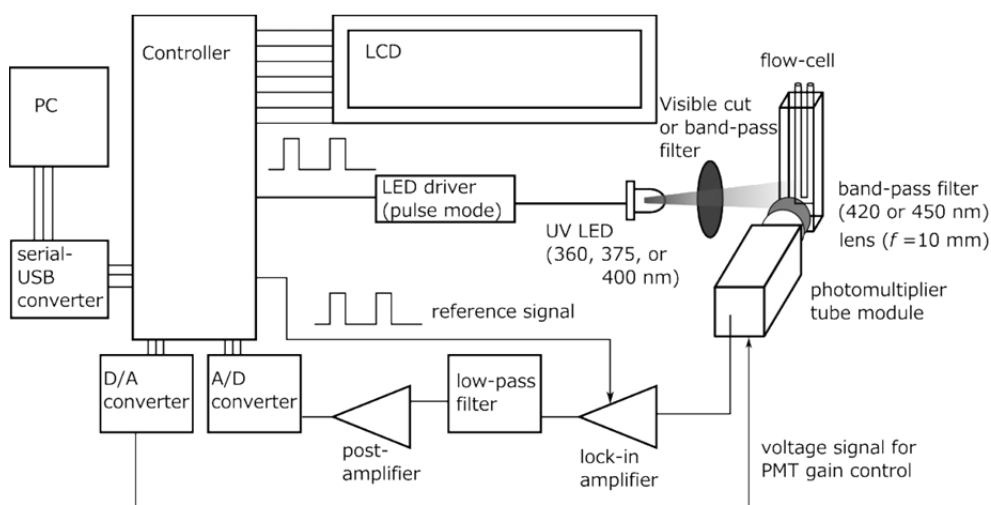 Controller
LCD
PC
flow-cell
Visible cut
or band-pass
filter
LED driver
(pulse mode)
band-pass filter
(420 or 450 nm)
lens (f =10 mm)
UV LED
(360, 375, or
400 nm)
serial-
USB
converter
photomultiplier
tube module
reference signal
D/A
converter
A/D
converter
low-pass
filter
post-
amplifier
lock-in
amplifier
voltage signal for
PMT gain control